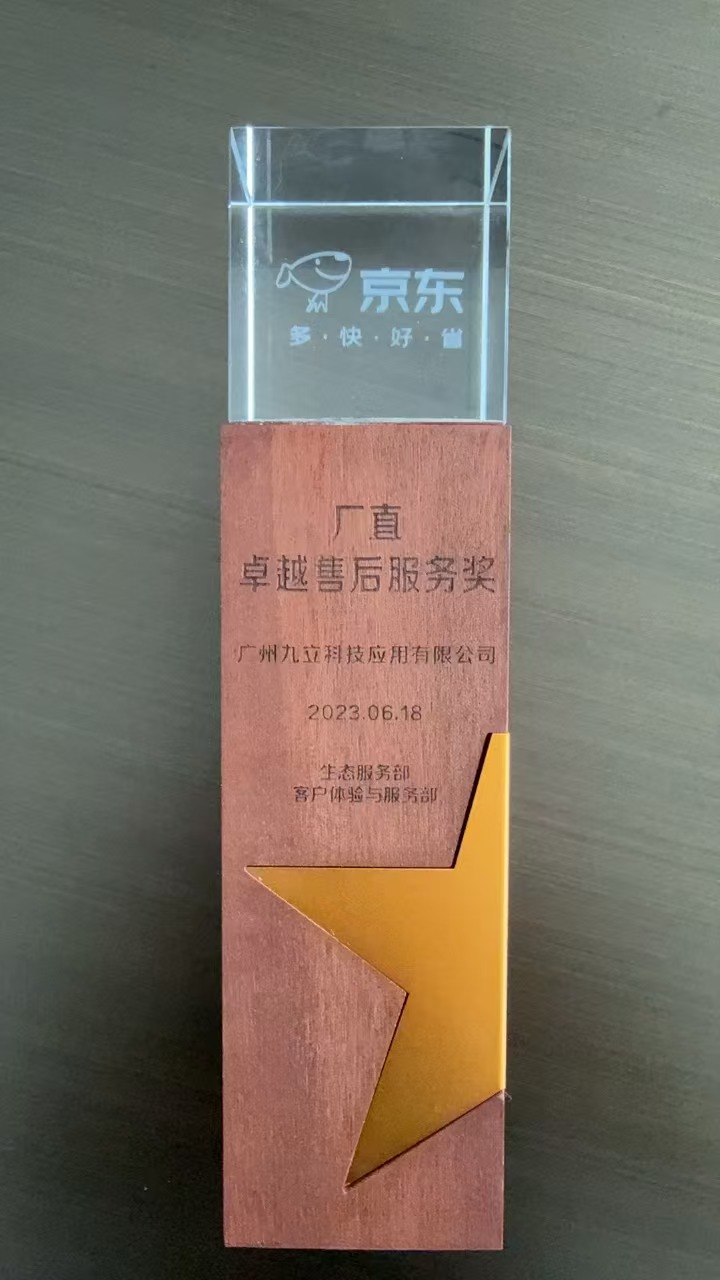 京东
多·快·好·省
厂直
卓越售后服务奖
广州九立科技应用有限公司
2023.06.18
生态服务部
客户体验与服务部